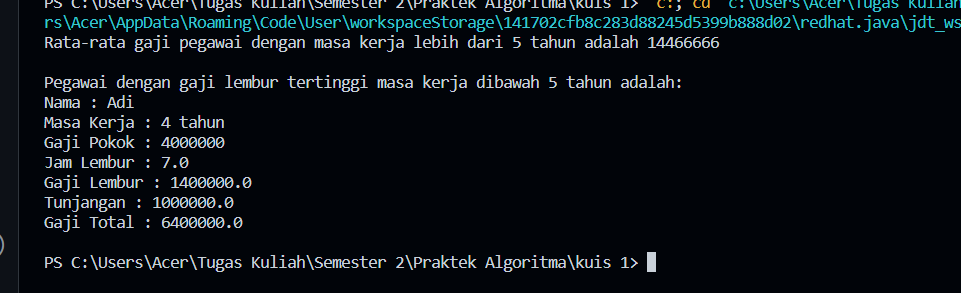 PS C:\Users\Acer\Tugas Kuliah\Semester 2\Praktek Algoritma\kuis 1>  c:; cd 'c:\Users\Acer\Tugas Kuliah
rs\Acer\AppData\Roaming\Code\User\workspaceStorage\141702cfb8c283d88245d5399b888d02\redhat.java\jdt_ws
Rata-rata gaji pegawai dengan masa kerja lebih dari 5 tahun adalah 14466666
Pegawai dengan gaji lembur tertinggi masa kerja dibawah 5 tahun adalah:
Nama : Adi
Masa Kerja : 4 tahun
Gaji Pokok : 4000000
Jam Lembur : 7.0
Gaji Lembur : 1400000.0
Tunjangan : 1000000.0
Gaji Total : 6400000.0
PS C:\Users\Acer\Tugas Kuliah\Semester 2\Praktek Algoritma\kuis 1>